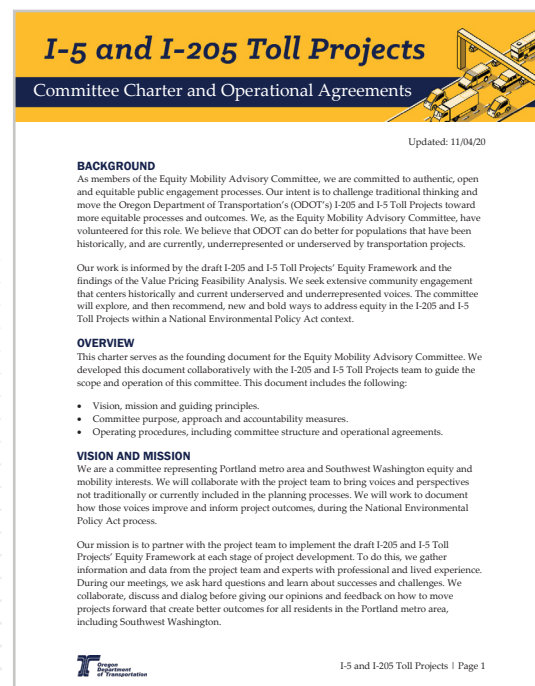 I-5 and I-205 Toll Projects
Committee Charter and Operational Agreements
Updated: 11/04/20
BACKGROUND
As members of the Equity Mobility Advisory Committee, we are committed to authentic, open
and equitable public engagement processes. Our intent is to challenge traditional thinking and
move the Oregon Department of Transportation's (ODOT's) I-205 and I-5 Toll Projects toward
more equitable processes and outcomes. We, as the Equity Mobility Advisory Committee, have
volunteered for this role. We believe that ODOT can do better for populations that have been
historically, and are currently, underrepresented or underserved by transportation projects.
Our work is informed by the draft I-205 and I-5 Toll Projects' Equity Framework and the
findings of the Value Pricing Feasibility Analysis. We seek extensive community engagement
that centers historically and current underserved and underrepresented voices. The committee
will explore, and then recommend, new and bold ways to address equity in the I-205 and I-5
Toll Projects within a National Environmental Policy Act context.
OVERVIEW
This charter serves as the founding document for the Equity Mobility Advisory Committee. We
developed this document collaboratively with the I-205 and I-5 Toll Projects team to guide the
scope and operation of this committee. This document includes the following:
• Vision, mission and guiding principles.
• Committee purpose, approach and accountability measures.
• Operating procedures, including committee structure and operational agreements.
VISION AND MISSION
We are a committee representing Portland metro area and Southwest Washington equity and
mobility interests. We will collaborate with the project team to bring voices and perspectives
not traditionally or currently included in the planning processes. We will work to document
how those voices improve and inform project outcomes, during the National Environmental
Policy Act process.
Our mission is to partner with the project team to implement the draft I-205 and I-5 Toll
Projects' Equity Framework at each stage of project development. To do this, we gather
information and data from the project team and experts with professional and lived experience.
During our meetings, we ask hard questions and learn about successes and challenges. We
collaborate, discuss and dialog before giving our opinions and feedback on how to move
projects forward that create better outcomes for all residents in the Portland metro area,
including Southwest Washington.
Oregon
Department
of Transportation
I-5 and I-205 Toll Projects | Page 1